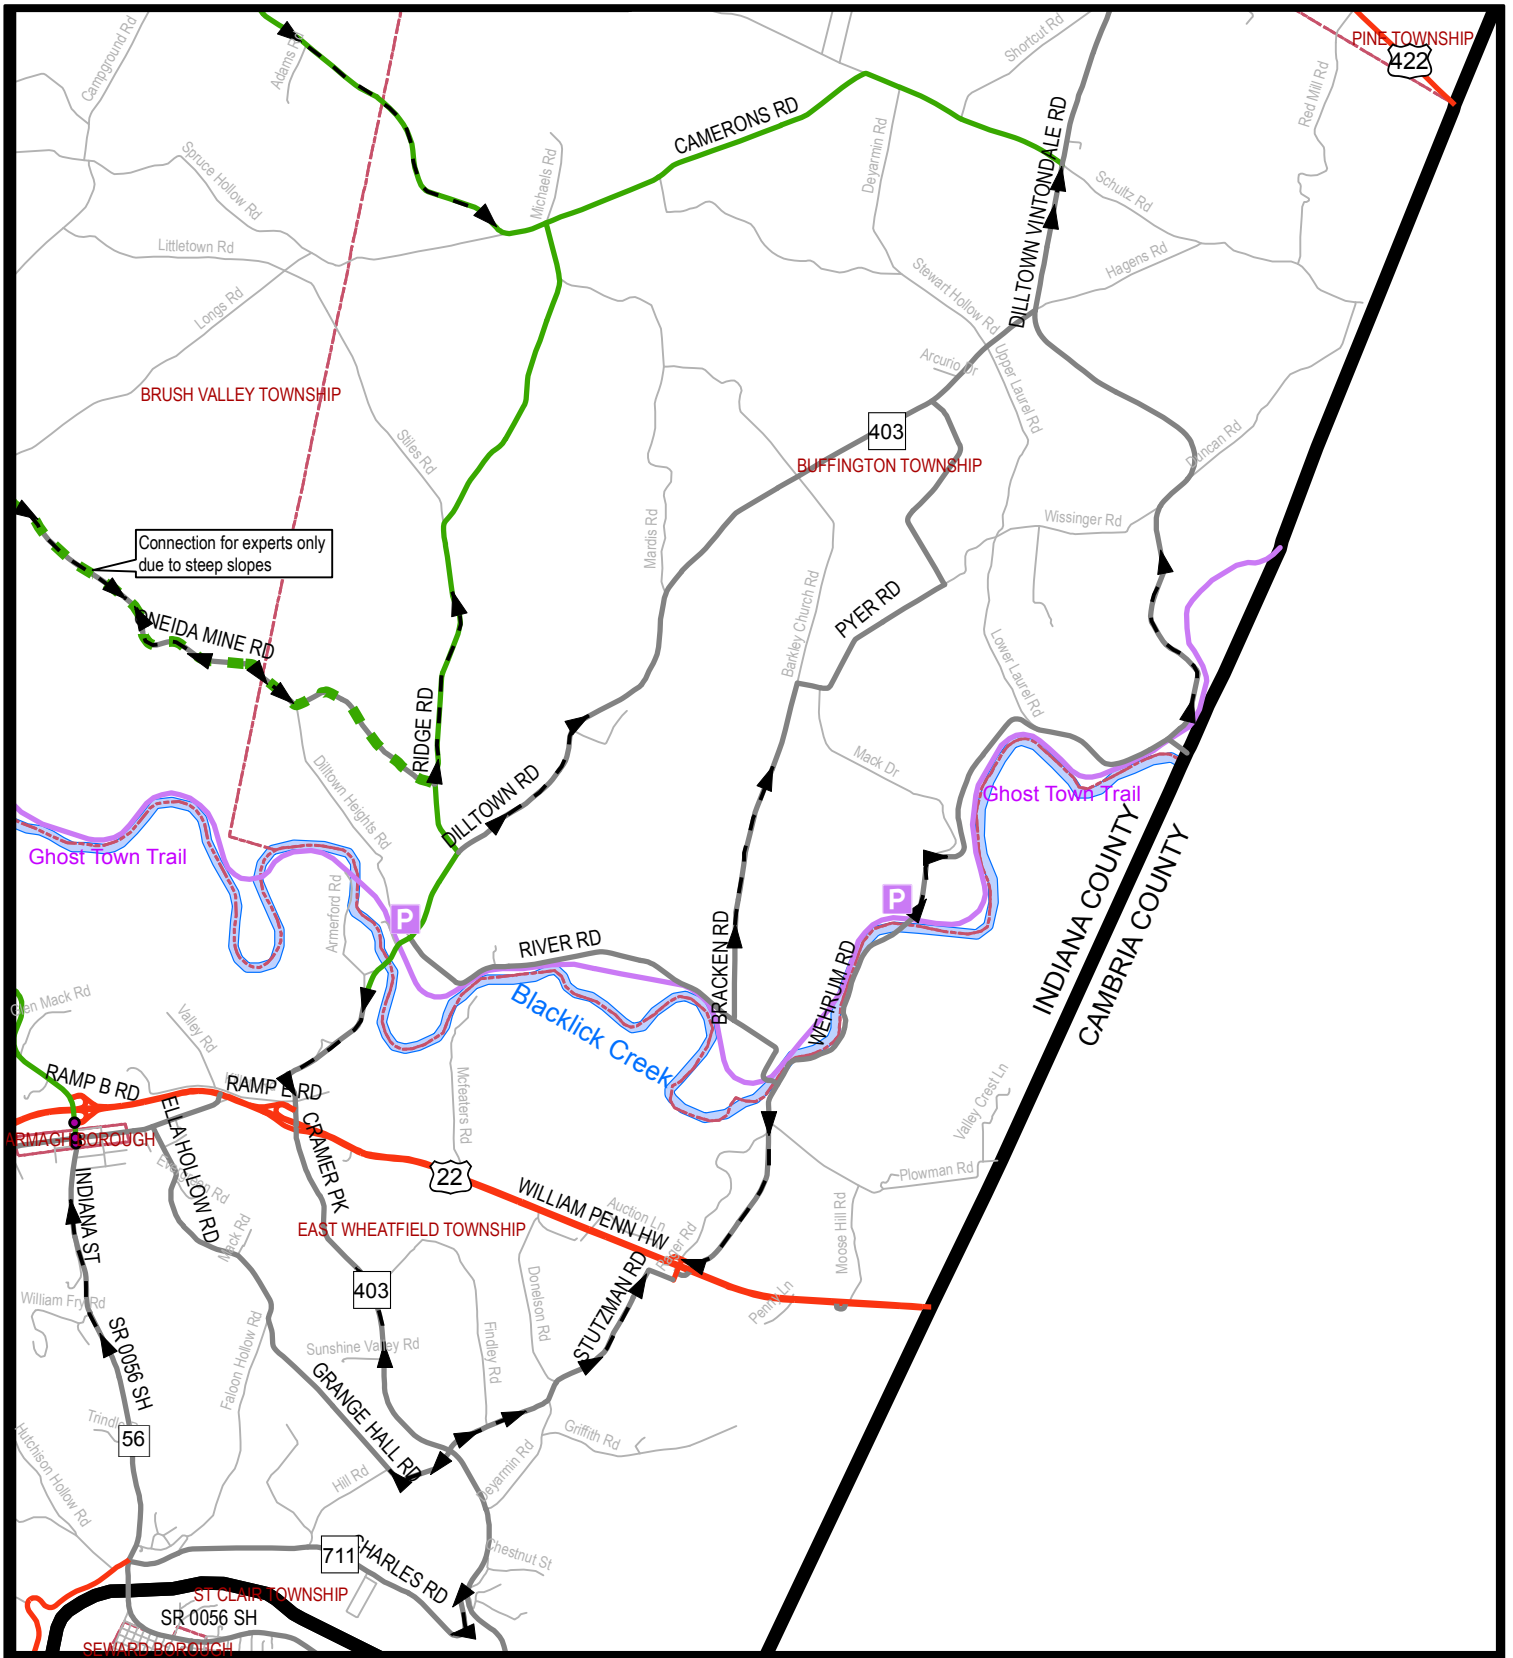 Campground Rd
Adams Rd
Shortcut Rd
PINE TOWNSHIP
422
Red Mill Rd
CAMERONS RD
Deyarmin Rd
DILLTOWN VINTONDALE RD
Spruce Hollow Rd
Michaels Rd
Schultz Rd
Littletown Rd
Hagens Rd
Longs Rd
Stewart Hollow Rd
Arcurio Dr
Upper Laurel Rd
BRUSH VALLEY TOWNSHIP
403
Stiles Rd
Duncan Rd
BUFFINGTON TOWNSHIP
Wissinger Rd
Mardis Rd
Connection for experts only
due to steep slopes
Barkley Church Rd
PYER RD
ONEIDA MINE RD
Lower Laurel Rd
RIDGE RD
Dilltown Heights Rd
Mack Dr
DILLTOWN RD
Ghost Town Trail
Ghost Town Trail
INDIANA COUNTY
CAMBRIA COUNTY
Armerford Rd
P
P
RIVER RD
BRACKEN RD
WEHRUM RD
Blacklick Creek
Glen Mack Rd
Valley Rd
RAMP B RD
RAMP E RD
Mcfeaters Rd
Valley Crest Ln
ARMAGH BOROUGH
ELLA HOLLOW RD
CRAMER PK
Evergreen Rd
22
Plowman Rd
INDIANA ST
WILLIAM PENN HW
Auction Ln
Mack Rd
EAST WHEATFIELD TOWNSHIP
Moose Hill Rd
403
STUTZMAN RD
Donelson Rd
Penny Ln
William Fry Rd
SR 0056 SH
Faloon Hollow Rd
Sunshine Valley Rd
Findley Rd
GRANGE HALL RD
56
Griffith Rd
Hutchison Hollow Rd
Hill Rd
Deyarmin Rd
711
CHARLES RD
Chestnut St
ST CLAIR TOWNSHIP
SR 0056 SH
SEWARD BOROUGH